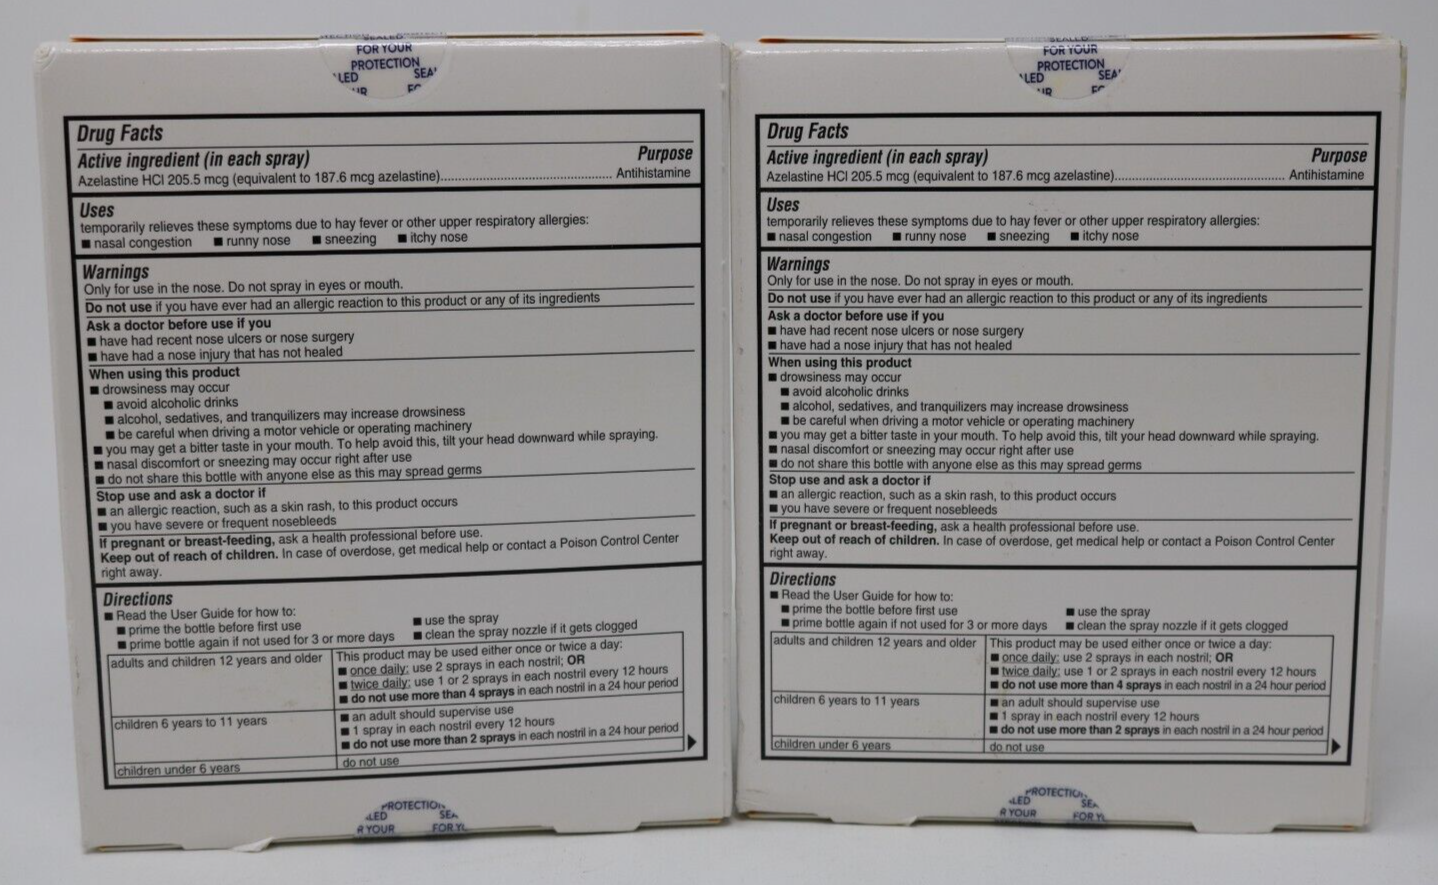 SEALED
FOR YOUR
PROTECTION
LED SEA
UR FO
Drug Facts
Active ingredient (in each spray) Purpose
Azelastine HCl 205.5 mcg (equivalent to 187.6 mcg azelastine)............................................... Antihistamine
Uses
temporarily relieves these symptoms due to hay fever or other upper respiratory allergies:
■ nasal congestion ■ runny nose ■ sneezing ■ itchy nose
Warnings
Only for use in the nose. Do not spray in eyes or mouth.
Do not use if you have ever had an allergic reaction to this product or any of its ingredients
Ask a doctor before use if you
■ have had recent nose ulcers or nose surgery
■ have had a nose injury that has not healed
When using this product
■ drowsiness may occur
■ avoid alcoholic drinks
■ alcohol, sedatives, and tranquilizers may increase drowsiness
■ be careful when driving a motor vehicle or operating machinery
■ you may get a bitter taste in your mouth. To help avoid this, tilt your head downward while spraying.
■ nasal discomfort or sneezing may occur right after use
■ do not share this bottle with anyone else as this may spread germs
Stop use and ask a doctor if
■ an allergic reaction, such as a skin rash, to this product occurs
■ you have severe or frequent nosebleeds
If pregnant or breast-feeding, ask a health professional before use.
Keep out of reach of children. In case of overdose, get medical help or contact a Poison Control Center
right away.
Directions
■ Read the User Guide for how to:
■ prime the bottle before first use ■ use the spray
■ prime bottle again if not used for 3 or more days ■ clean the spray nozzle if it gets clogged
adults and children 12 years and older This product may be used either once or twice a day:
■ once daily: use 2 sprays in each nostril; OR
■ twice daily: use 1 or 2 sprays in each nostril every 12 hours
■ do not use more than 4 sprays in each nostril in a 24 hour period
children 6 years to 11 years ■ an adult should supervise use
■ 1 spray in each nostril every 12 hours
■ do not use more than 2 sprays in each nostril in a 24 hour period
children under 6 years do not use
PROTECTION
LED SEA
R YOUR FOR Y
SEALED
FOR YOUR
PROTECTION
LED SEA
UR FO
Drug Facts
Active ingredient (in each spray) Purpose
Azelastine HCl 205.5 mcg (equivalent to 187.6 mcg azelastine)............................................... Antihistamine
Uses
temporarily relieves these symptoms due to hay fever or other upper respiratory allergies:
■ nasal congestion ■ runny nose ■ sneezing ■ itchy nose
Warnings
Only for use in the nose. Do not spray in eyes or mouth.
Do not use if you have ever had an allergic reaction to this product or any of its ingredients
Ask a doctor before use if you
■ have had recent nose ulcers or nose surgery
■ have had a nose injury that has not healed
When using this product
■ drowsiness may occur
■ avoid alcoholic drinks
■ alcohol, sedatives, and tranquilizers may increase drowsiness
■ be careful when driving a motor vehicle or operating machinery
■ you may get a bitter taste in your mouth. To help avoid this, tilt your head downward while spraying.
■ nasal discomfort or sneezing may occur right after use
■ do not share this bottle with anyone else as this may spread germs
Stop use and ask a doctor if
■ an allergic reaction, such as a skin rash, to this product occurs
■ you have severe or frequent nosebleeds
If pregnant or breast-feeding, ask a health professional before use.
Keep out of reach of children. In case of overdose, get medical help or contact a Poison Control Center
right away.
Directions
■ Read the User Guide for how to:
■ prime the bottle before first use ■ use the spray
■ prime bottle again if not used for 3 or more days ■ clean the spray nozzle if it gets clogged
adults and children 12 years and older This product may be used either once or twice a day:
■ once daily: use 2 sprays in each nostril; OR
■ twice daily: use 1 or 2 sprays in each nostril every 12 hours
■ do not use more than 4 sprays in each nostril in a 24 hour period
children 6 years to 11 years ■ an adult should supervise use
■ 1 spray in each nostril every 12 hours
■ do not use more than 2 sprays in each nostril in a 24 hour period
children under 6 years do not use
PROTECTIO
LED SEA
R YOUR FOR Y